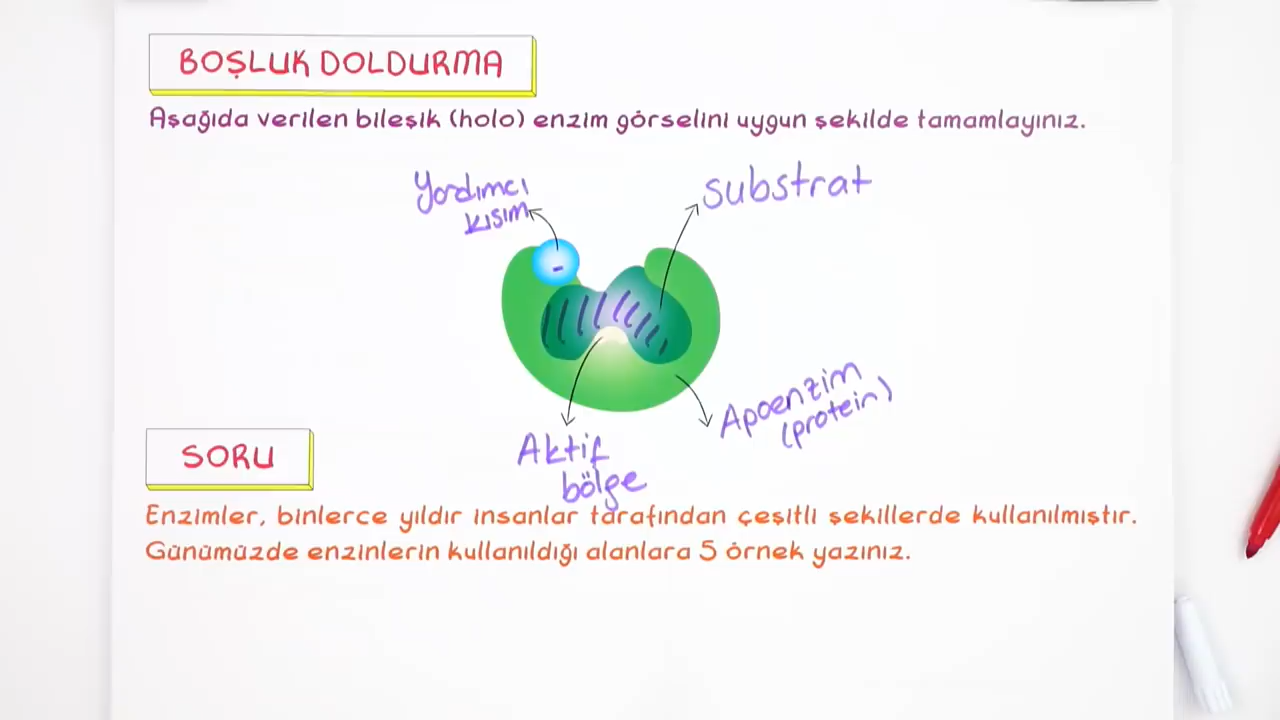 BOŞLUK DOLDURMA
Aşağıda verilen bileşik (holo) enzim görselini uygun şekilde tamamlayınız.
Yardımcı
kısım
substrat
-
Apoenzim
(protein)
Aktif
bölge
SORU
Enzimler, binlerce yıldır insanlar tarafından çeşitli şekillerde kullanılmıştır.
Günümüzde enzinlerin kullanıldığı alanlara 5 örnek yazınız.